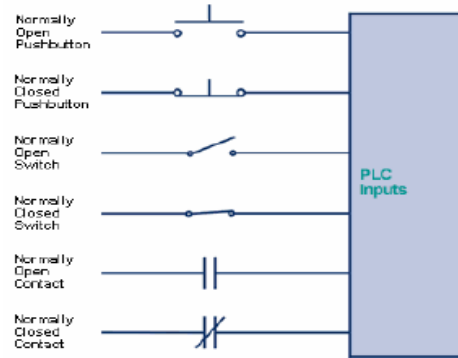 Normally
Open
Pushbutton
Normally
Closed
Pushbutton
Normally
Open
Switch
Normally
Closed
Switch
Normally
Open
Contact
Normally
Closed
Contact
PLC
Inputs